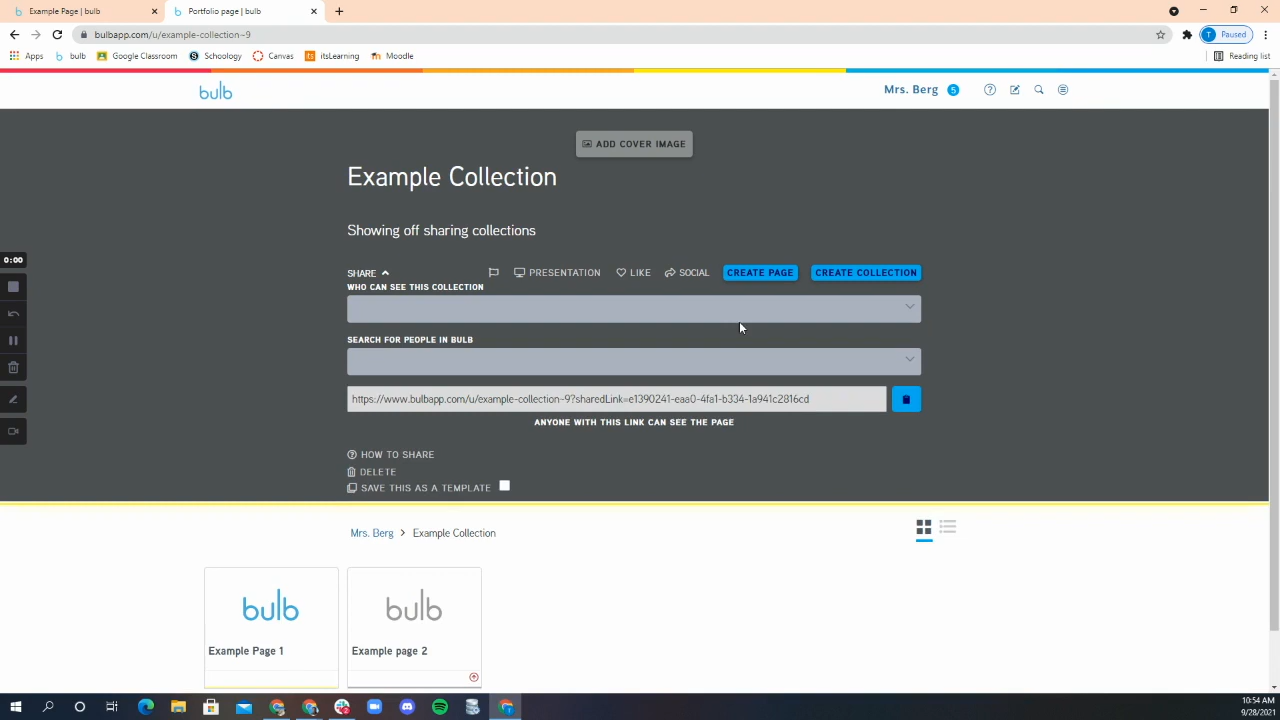 Example Page | bulb
Portfolio page | bulb
bulbapp.com/u/example-collection~9
T Paused
Apps
bulb
Google Classroom
S Schoology
Canvas
its itsLearning
Moodle
Reading list
bulb
Mrs. Berg 5
ADD COVER IMAGE
Example Collection
Showing off sharing collections
0:00
SHARE
PRESENTATION
LIKE
SOCIAL
CREATE PAGE
CREATE COLLECTION
WHO CAN SEE THIS COLLECTION
SEARCH FOR PEOPLE IN BULB
https://www.bulbapp.com/u/example-collection~9?sharedLink=e1390241-eaa0-4fa1-b334-1a941c2816cd
ANYONE WITH THIS LINK CAN SEE THE PAGE
HOW TO SHARE
DELETE
SAVE THIS AS A TEMPLATE
Mrs. Berg > Example Collection
bulb
bulb
Example Page 1
Example page 2
10:54 AM
9/28/2021